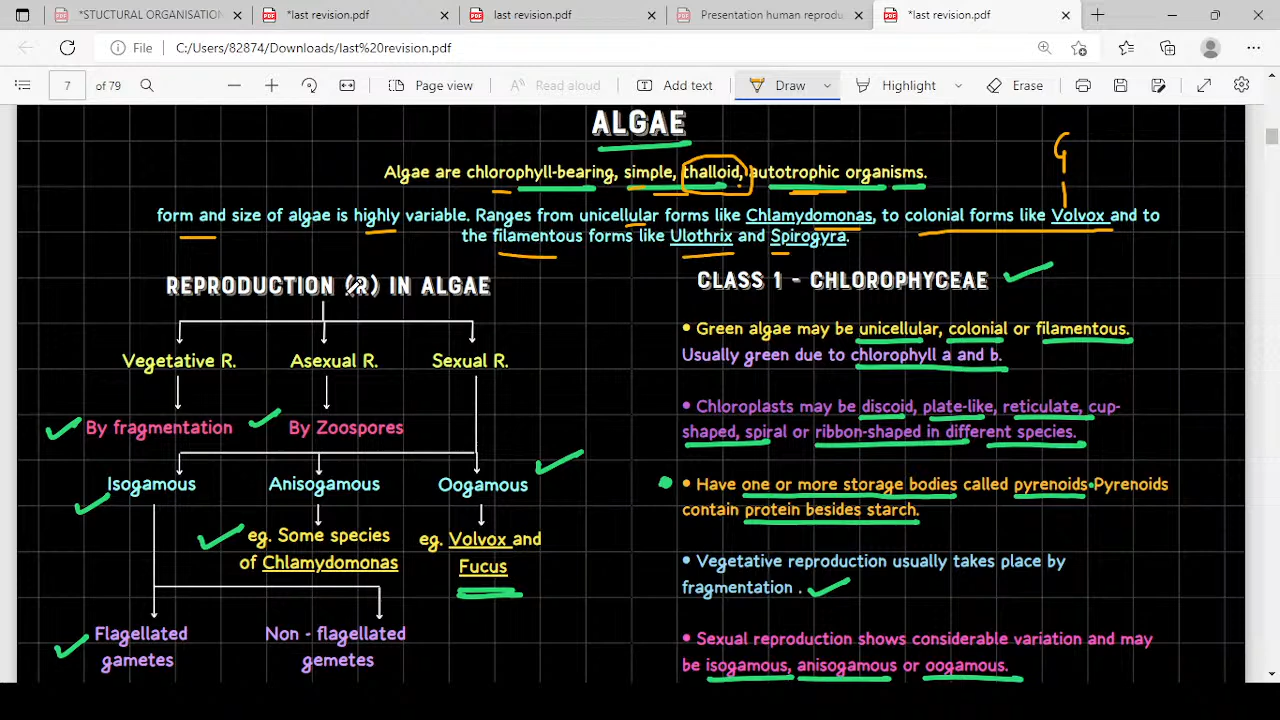 *STUCTURAL ORGANISATION
*last revision.pdf
last revision.pdf
Presentation human reprodu
*last revision.pdf
File
C:/Users/82874/Downloads/last%20revision.pdf
7
of 79
Page view
Read aloud
Add text
Draw
Highlight
Erase
ALGAE
Algae are chlorophyll-bearing, simple, thalloid, autotrophic organisms.
form and size of algae is highly variable. Ranges from unicellular forms like Chlamydomonas, to colonial forms like Volvox and to
the filamentous forms like Ulothrix and Spirogyra.
REPRODUCTION (R) IN ALGAE
Vegetative R.
Asexual R.
Sexual R.
By fragmentation
By Zoospores
Isogamous
Anisogamous
Oogamous
eg. Some species
of Chlamydomonas
eg. Volvox and
Fucus
Flagellated
gametes
Non - flagellated
gemetes
CLASS 1 - CHLOROPHYCEAE
• Green algae may be unicellular, colonial or filamentous.
Usually green due to chlorophyll a and b.
• Chloroplasts may be discoid, plate-like, reticulate, cup-
shaped, spiral or ribbon-shaped in different species.
• Have one or more storage bodies called pyrenoids.Pyrenoids
contain protein besides starch.
• Vegetative reproduction usually takes place by
fragmentation .
• Sexual reproduction shows considerable variation and may
be isogamous, anisogamous or oogamous.